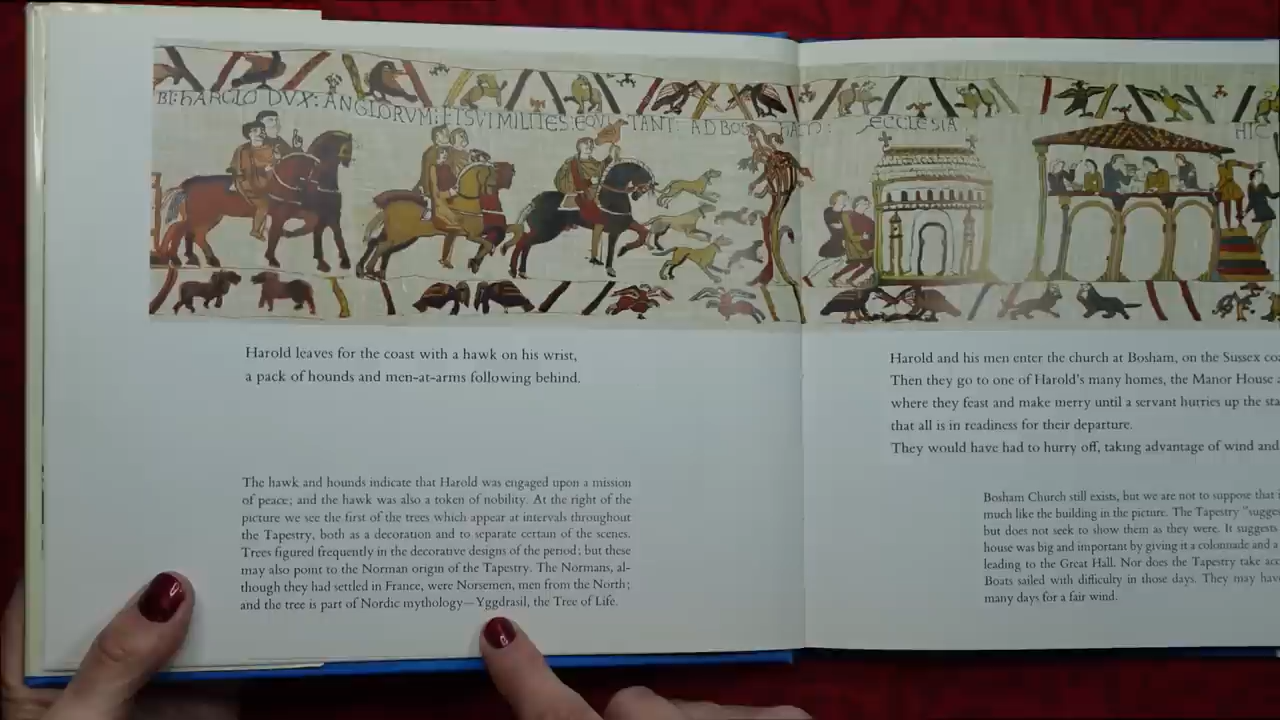 BI: hAROLO DVX: ANGLORVM: ET SVI MILITES: EQVI TANT: AD BOS hAM: ECCLESIA
HIC
Harold leaves for the coast with a hawk on his wrist,
a pack of hounds and men-at-arms following behind.
The hawk and hounds indicate that Harold was engaged upon a mission
of peace; and the hawk was also a token of nobility. At the right of the
picture we see the first of the trees which appear at intervals throughout
the Tapestry, both as a decoration and to separate certain of the scenes.
Trees figured frequently in the decorative designs of the period; but these
may also point to the Norman origin of the Tapestry. The Normans, al-
though they had settled in France, were Norsemen, men from the North;
and the tree is part of Nordic mythology—Yggdrasil, the Tree of Life.
Harold and his men enter the church at Bosham, on the Sussex
Then they go to one of Harold's many homes, the Manor House
where they feast and make merry until a servant hurries up the
that all is in readiness for their departure.
They would have had to hurry off, taking advantage of wind and
Bosham Church still exists, but we are not to suppose that
much like the building in the picture. The Tapestry
but does not seek to show them as they were. It suggests
house was big and important by giving it a colonnade and a
leading to the Great Hall. Nor does the Tapestry take
Boats sailed with difficulty in those days. They may
many days for a fair wind.